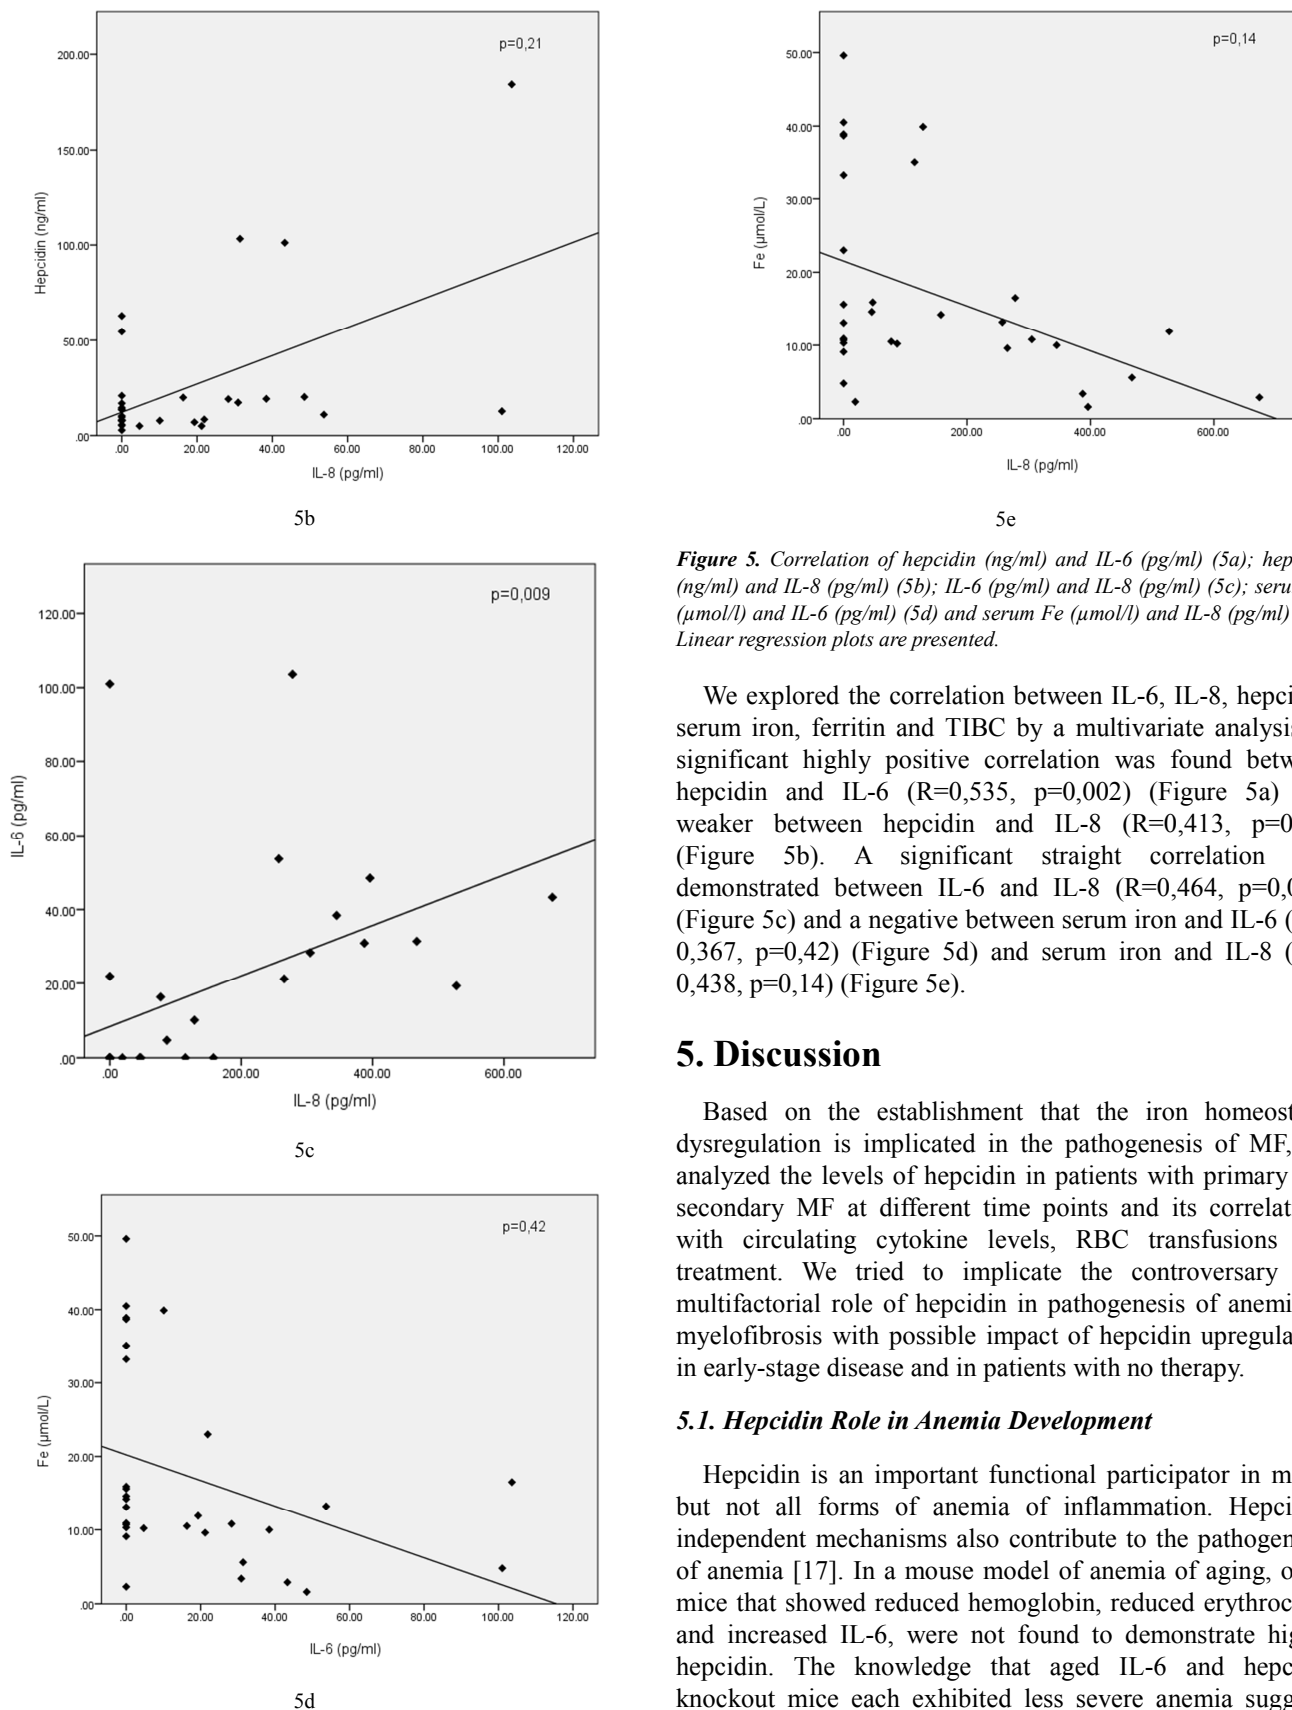 p=0,21
200.00
150.00
100.00
50.00
.00
Hepcidin (ng/ml)
.00 20.00 40.00 60.00 80.00 100.00 120.00
IL-8 (pg/ml)
5b
p=0,009
120.00
100.00
80.00
60.00
40.00
20.00
.00
IL-6 (pg/ml)
.00 200.00 400.00 600.00
IL-8 (pg/ml)
5c
p=0,42
50.00
40.00
30.00
20.00
10.00
.00
Fe (µmol/L)
.00 20.00 40.00 60.00 80.00 100.00 120.00
IL-6 (pg/ml)
5d
p=0,14
50.00
40.00
30.00
20.00
10.00
.00
Fe (µmol/L)
.00 200.00 400.00 600.00
IL-8 (pg/ml)
5e
Figure 5. Correlation of hepcidin (ng/ml) and IL-6 (pg/ml) (5a); hep
(ng/ml) and IL-8 (pg/ml) (5b); IL-6 (pg/ml) and IL-8 (pg/ml) (5c); seru
(µmol/l) and IL-6 (pg/ml) (5d) and serum Fe (µmol/l) and IL-8 (pg/ml)
Linear regression plots are presented.
We explored the correlation between IL-6, IL-8, hepci
serum iron, ferritin and TIBC by a multivariate analysis
significant highly positive correlation was found betw
hepcidin and IL-6 (R=0,535, p=0,002) (Figure 5a)
weaker between hepcidin and IL-8 (R=0,413, p=0
(Figure 5b). A significant straight correlation
demonstrated between IL-6 and IL-8 (R=0,464, p=0,0
(Figure 5c) and a negative between serum iron and IL-6 (
0,367, p=0,42) (Figure 5d) and serum iron and IL-8 (
0,438, p=0,14) (Figure 5e).
5. Discussion
Based on the establishment that the iron homeost
dysregulation is implicated in the pathogenesis of MF,
analyzed the levels of hepcidin in patients with primary
secondary MF at different time points and its correlat
with circulating cytokine levels, RBC transfusions
treatment. We tried to implicate the controversary
multifactorial role of hepcidin in pathogenesis of anemi
myelofibrosis with possible impact of hepcidin upregula
in early-stage disease and in patients with no therapy.
5.1. Hepcidin Role in Anemia Development
Hepcidin is an important functional participator in m
but not all forms of anemia of inflammation. Hepci
independent mechanisms also contribute to the pathogen
of anemia [17]. In a mouse model of anemia of aging, o
mice that showed reduced hemoglobin, reduced erythroc
and increased IL-6, were not found to demonstrate hig
hepcidin. The knowledge that aged IL-6 and hepc
knockout mice each exhibited less severe anemia sugg